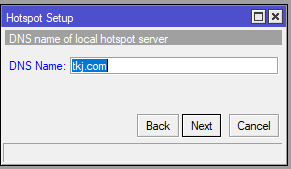 Hotspot Setup
DNS name of local hotspot server
DNS Name: tkj.com
Back Next Cancel